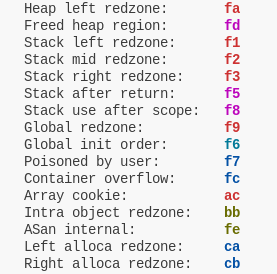 Heap left redzone: fa
Freed heap region: fd
Stack left redzone: f1
Stack mid redzone: f2
Stack right redzone: f3
Stack after return: f5
Stack use after scope: f8
Global redzone: f9
Global init order: f6
Poisoned by user: f7
Container overflow: fc
Array cookie: ac
Intra object redzone: bb
ASan internal: fe
Left alloca redzone: ca
Right alloca redzone: cb